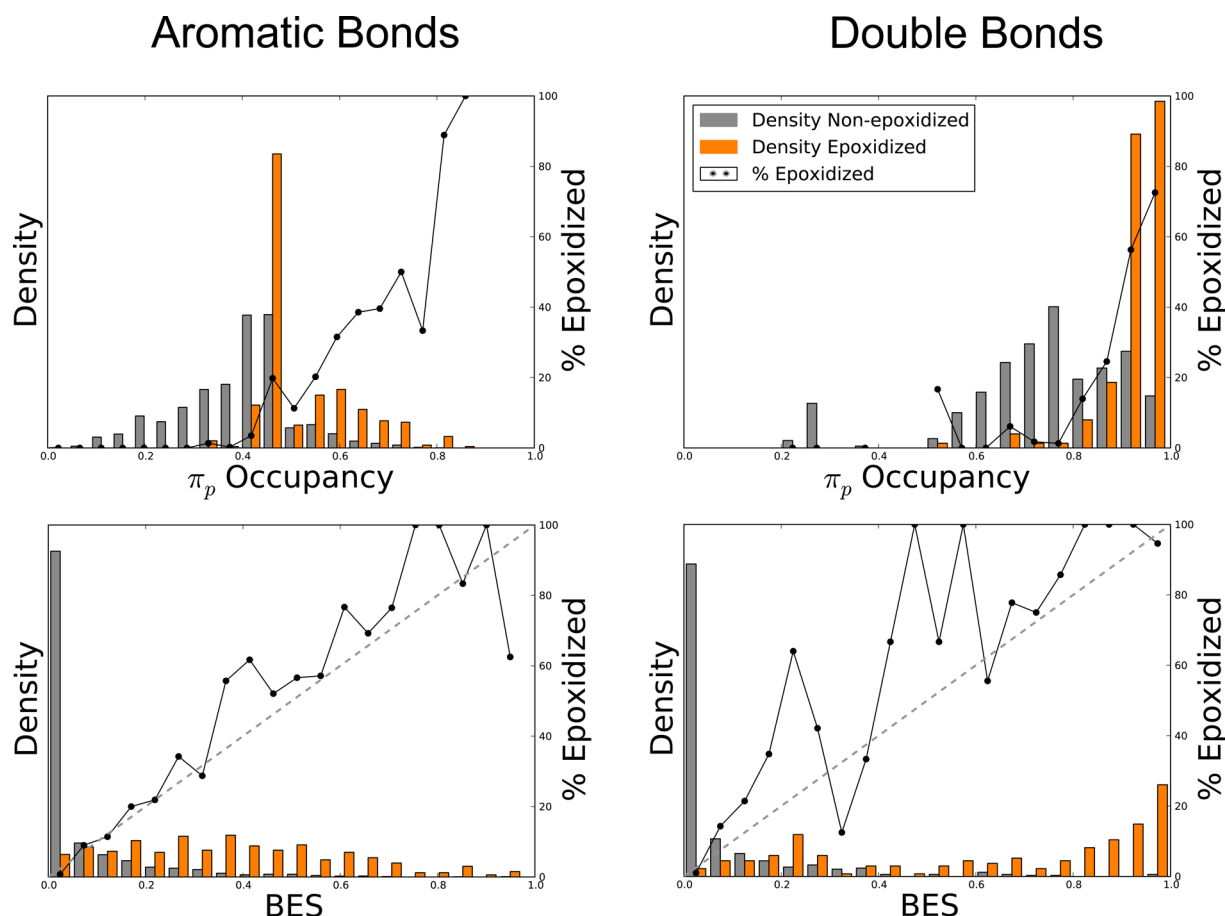 Aromatic Bonds
Double Bonds
Density
100
80
60
40
20
0
% Epoxidized
0.0 0.2 0.4 0.6 0.8 1.0
πp Occupancy
Density
Density Non-epoxidized
Density Epoxidized
% Epoxidized
100
80
60
40
20
0
% Epoxidized
0.0 0.2 0.4 0.6 0.8 1.0
πp Occupancy
Density
100
80
60
40
20
0
% Epoxidized
0.0 0.2 0.4 0.6 0.8 1.0
BES
Density
100
80
60
40
20
0
% Epoxidized
0.0 0.2 0.4 0.6 0.8 1.0
BES